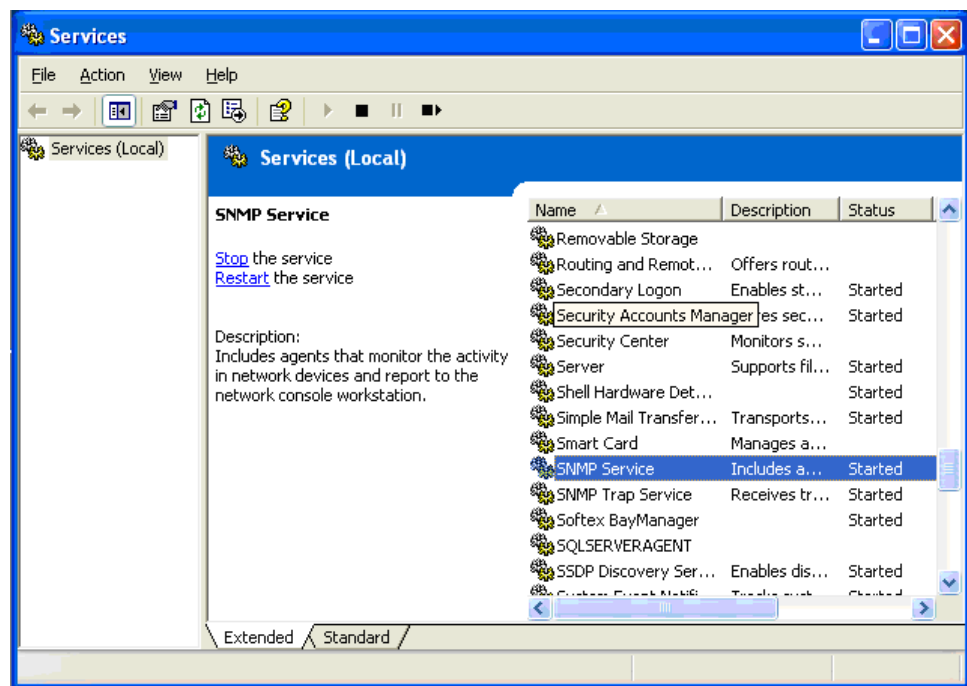 Services
File Action View Help
Services (Local)
Services (Local)
SNMP Service
Stop the service
Restart the service
Description:
Includes agents that monitor the activity
in network devices and report to the
network console workstation.
Name Description Status
Removable Storage
Routing and Remot... Offers rout...
Secondary Logon Enables st... Started
Security Accounts Manager res sec... Started
Security Center Monitors s...
Server Supports fil... Started
Shell Hardware Det... Started
Simple Mail Transfer... Transports... Started
Smart Card Manages a...
SNMP Service Includes a... Started
SNMP Trap Service Receives tr... Started
Softex BayManager Started
SQLSERVERAGENT
SSDP Discovery Ser... Enables dis... Started
Extended Standard